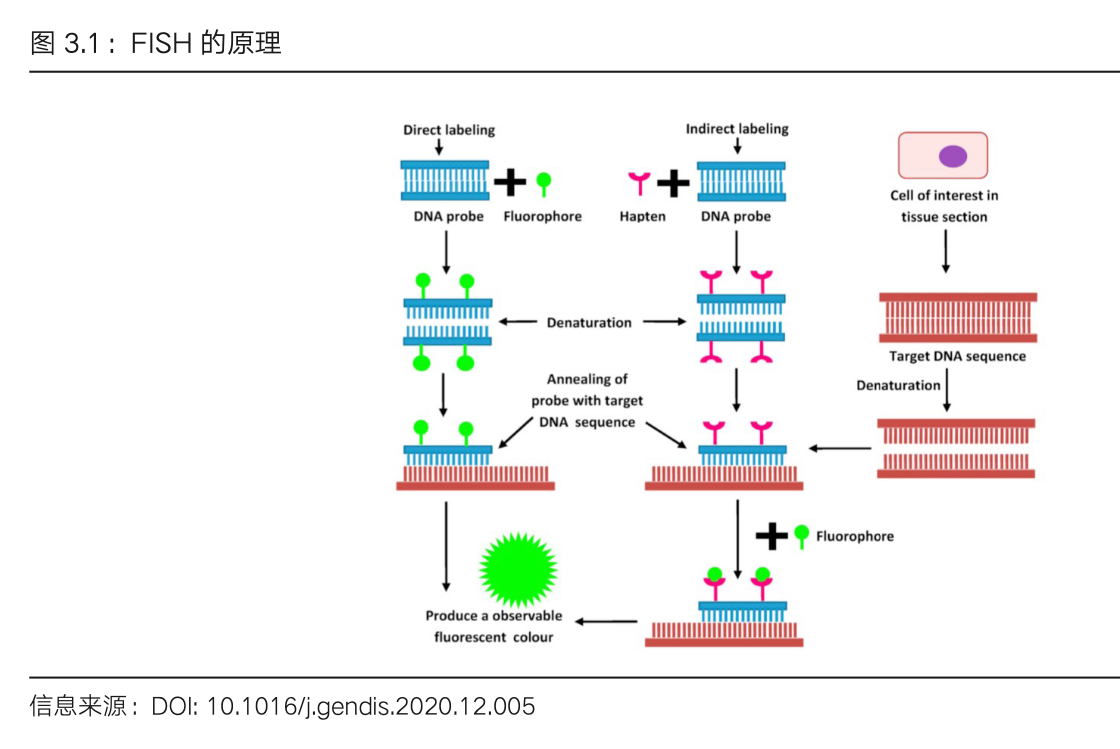 图 3.1：FISH 的原理
Direct labeling
Indirect labeling
DNA probe
Fluorophore
Hapten
DNA probe
Cell of interest in
tissue section
Denaturation
Target DNA sequence
Denaturation
Annealing of
probe with target
DNA sequence
Fluorophore
Produce a observable
fluorescent colour
信息来源：DOI: 10.1016/j.gendis.2020.12.005